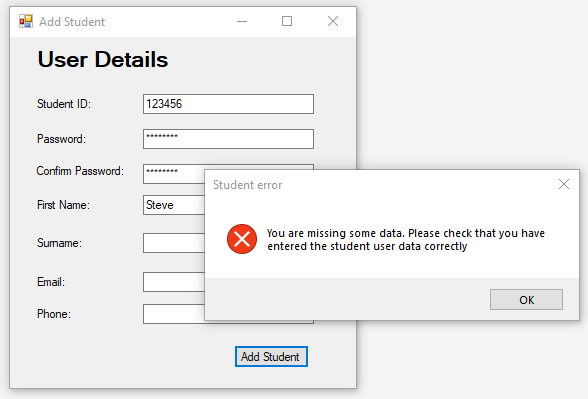 Add Student
User Details
Student ID: 123456
Password: ********
Confirm Password: ********
Student error
First Name: Steve
You are missing some data. Please check that you have
entered the student user data correctly
Surname:
Email:
OK
Phone:
Add Student